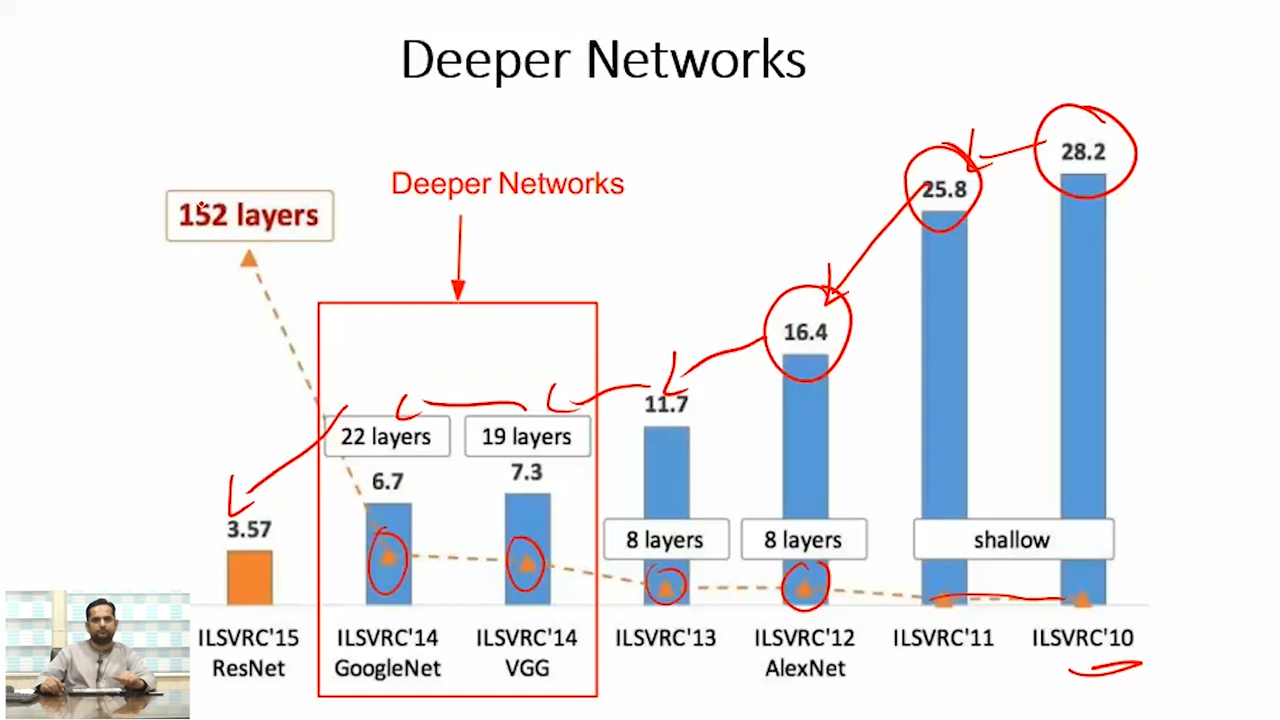 Deeper Networks
28.2
Deeper Networks
25.8
152 layers
16.4
11.7
22 layers
19 layers
6.7
7.3
3.57
8 layers
8 layers
shallow
ILSVRC'15
ResNet
ILSVRC'14
GoogleNet
ILSVRC'14
VGG
ILSVRC'13
ILSVRC'12
AlexNet
ILSVRC'11
ILSVRC'10